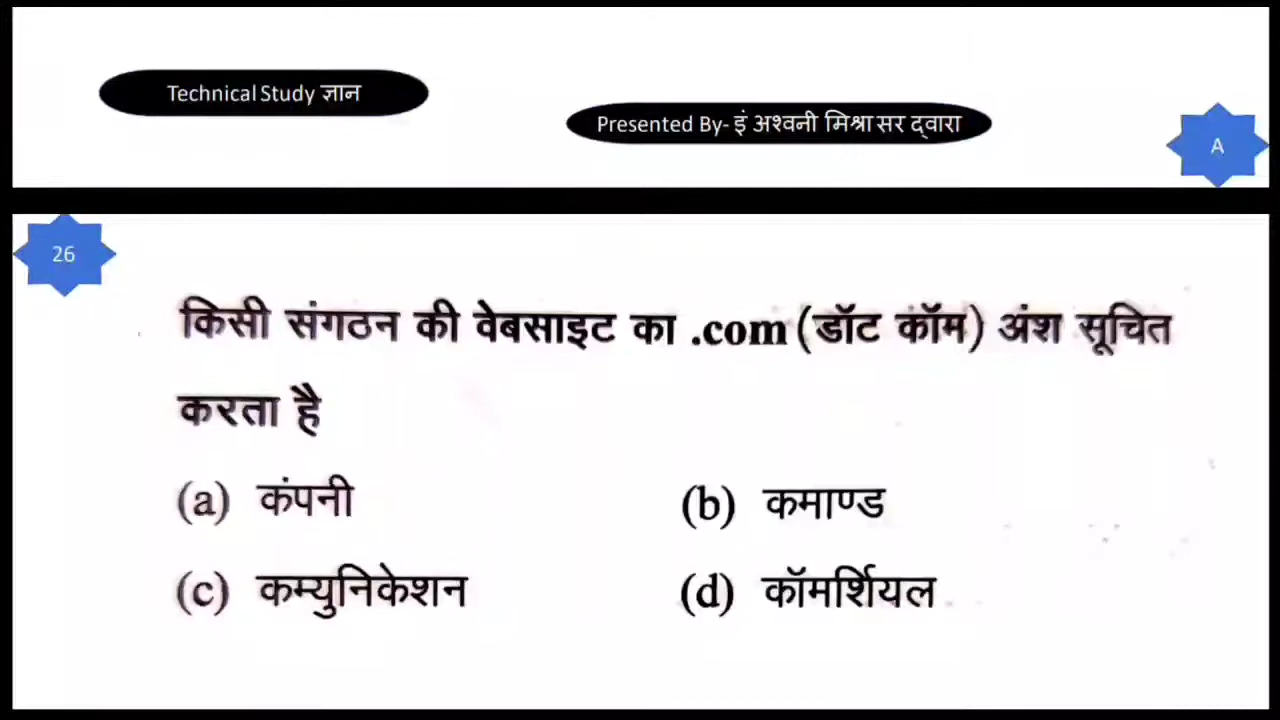 Technical Study ज्ञान
Presented By- इं अश्वनी मिश्रा सर द्वारा
A
26
किसी संगठन की वेबसाइट का .com (डॉट कॉम) अंश सूचित
करता है
(a) कंपनी (b) कमाण्ड
(c) कम्युनिकेशन (d) कॉमर्शियल